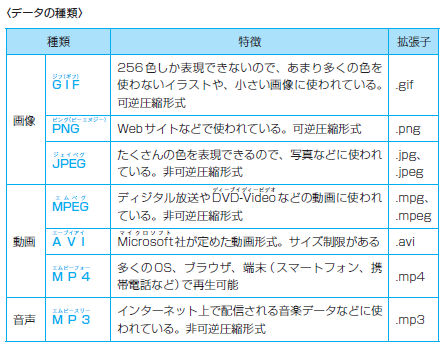 〈データの種類〉
種類 特徴 拡張子
画像
ジフ(ギフ)
GIF
256色しか表現できないので、あまり多くの色を
使わないイラストや、小さい画像に使われている。
可逆圧縮形式
.gif
ピング(ピーエヌジー)
PNG
Webサイトなどで使われている。可逆圧縮形式
.png
ジェイペグ
JPEG
たくさんの色を表現できるので、写真などに使われ
ている。非可逆圧縮形式
.jpg、
.jpeg
動画
エムペグ
MPEG
ディーブイディービデオ
ディジタル放送やDVD-Videoなどの動画に使われ
ている。非可逆圧縮形式
.mpg、
.mpeg
エーブイアイ
AVI
マイクロソフト
Microsoft社が定めた動画形式。サイズ制限がある
.avi
エムピーフォー
MP4
多くのOS、ブラウザ、端末(スマートフォン、携
帯電話など)で再生可能
.mp4
音声
エムピースリー
MP3
インターネット上で配信される音楽データなどに使
われている。非可逆圧縮形式
.mp3